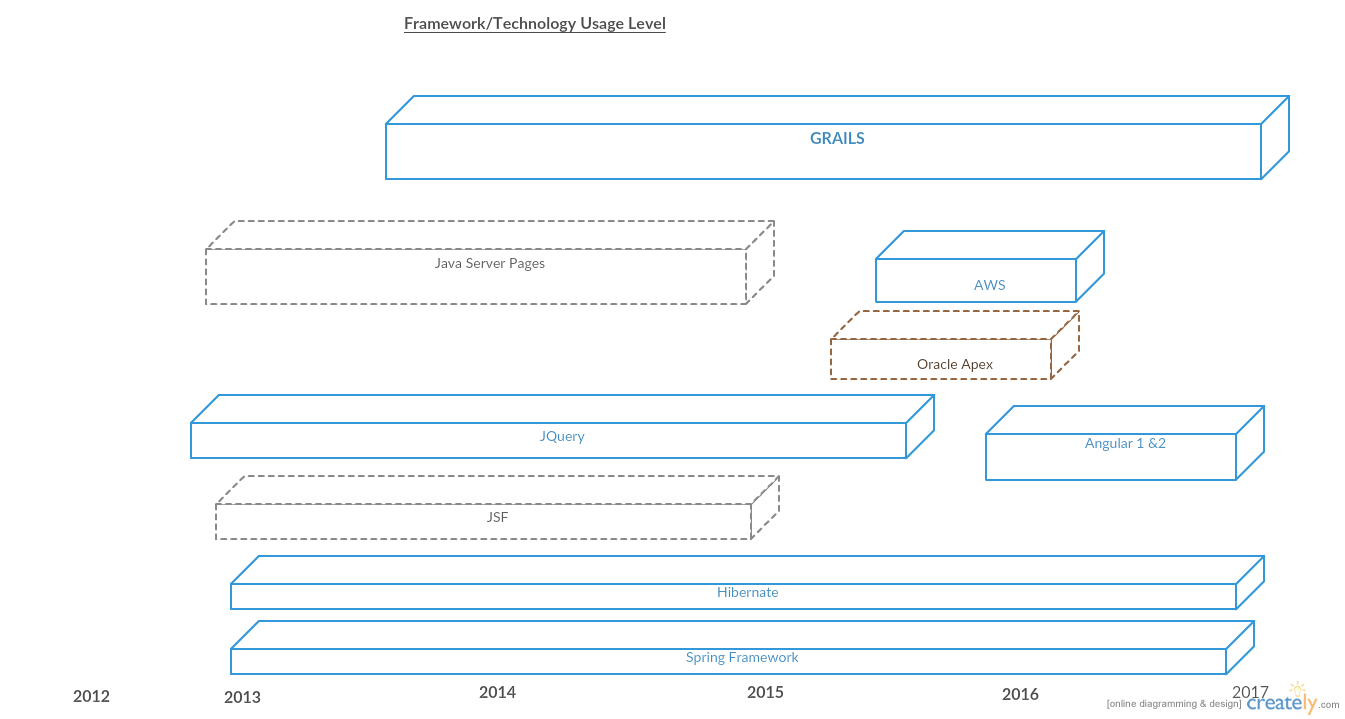 Framework/Technology Usage Level
GRAILS
Java Server Pages
AWS
Oracle Apex
JQuery
Angular 1 &2
JSF
Hibernate
Spring Framework
2012 2013 2014 2015 2016 2017
[online diagramming & design] creately.com